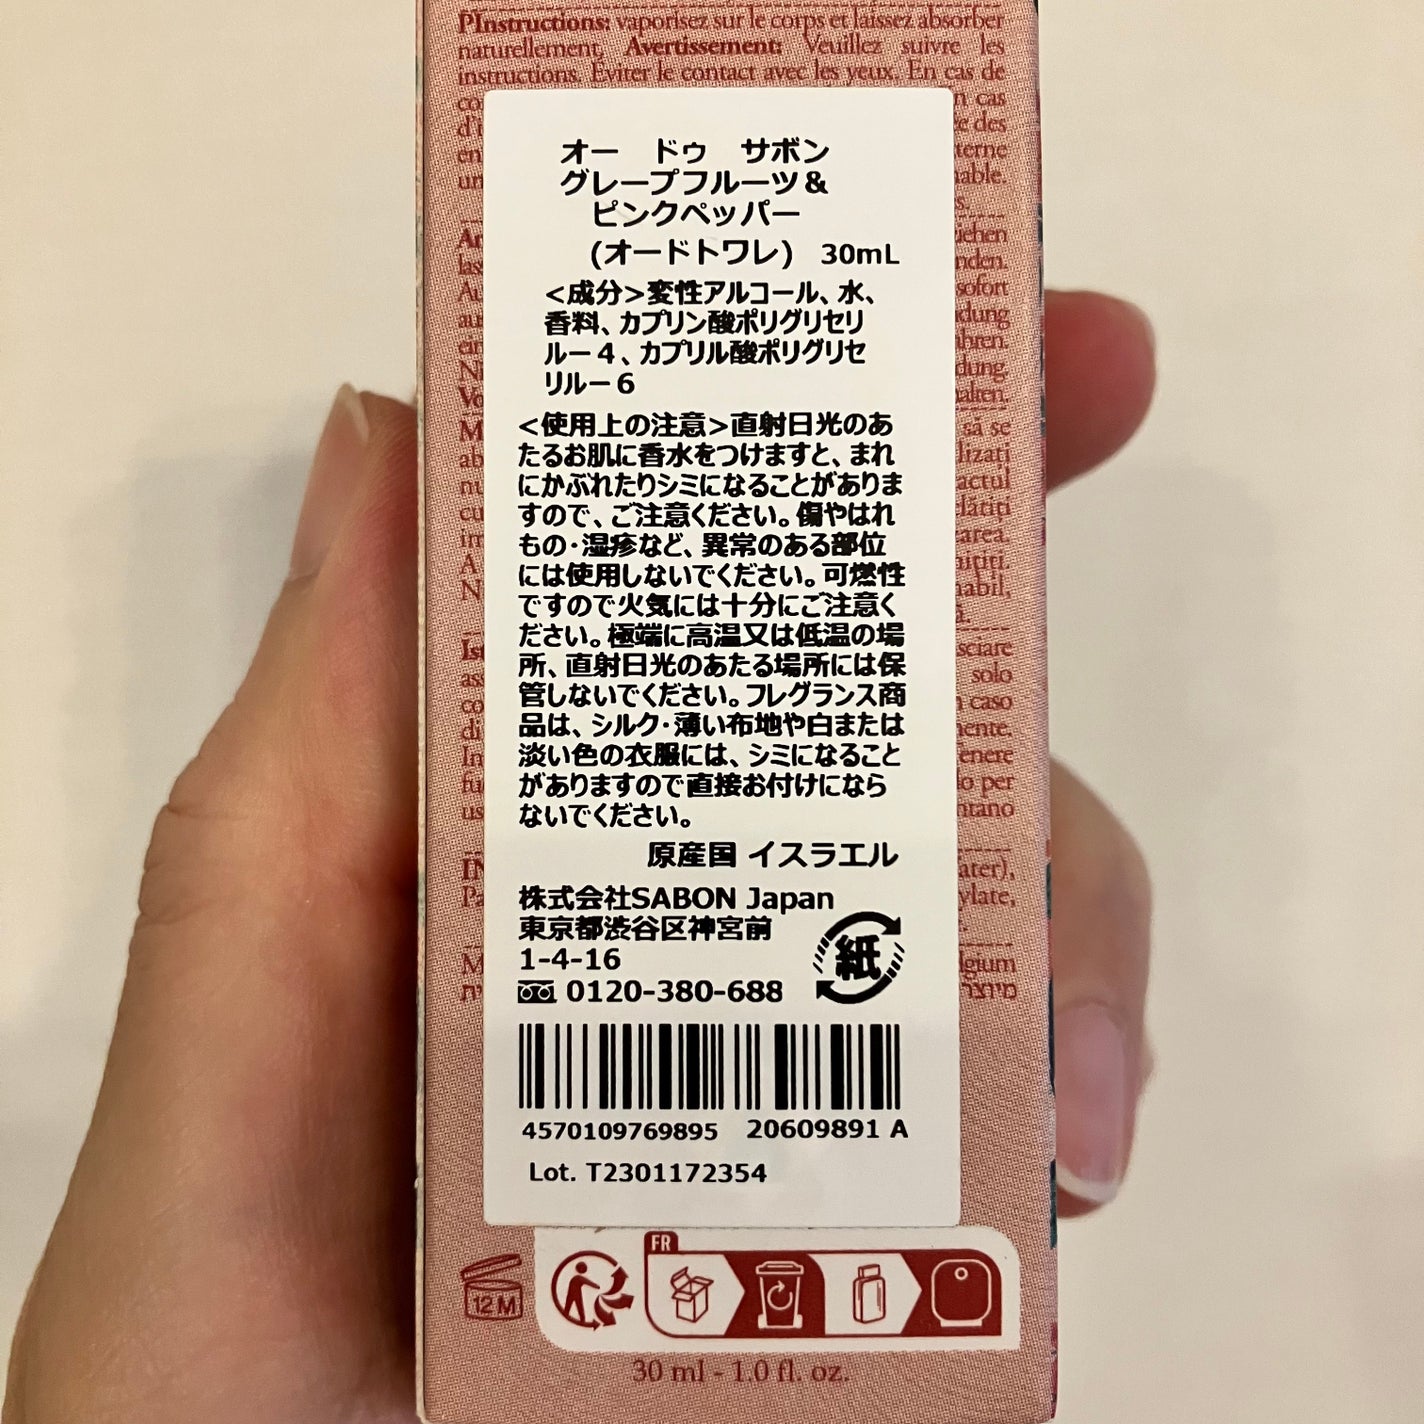 PInstructions: vaporisez sur le corps et laissez absorber
naturellement. Avertissement: Veuillez suivre les
instructions. Éviter le contact avec les yeux. En cas de
cas
des
terne
solo
caso
enere
per
オー ドゥ サボン
グレープフルーツ&
ピンクペッパー
(オードトワレ) 30mL
<成分>変性アルコール、水、
香料、カプリン酸ポリグリセリ
ルー4、カプリル酸ポリグリセ
リルー6
<使用上の注意>直射日光のあ
たるお肌に香水をつけますと、まれ
にかぶれたりシミになることがありま
すので、ご注意ください。傷やはれ
もの・湿疹など、異常のある部位
には使用しないでください。可燃性
ですので火気には十分にご注意く
ださい。極端に高温又は低温の場
所、直射日光のあたる場所には保
管しないでください。フレグランス商
品は、シルク・薄い布地や白または
淡い色の衣服には、シミになること
がありますので直接お付けになら
ないでください。
原産国 イスラエル
株式会社SABON Japan
東京都渋谷区神宮前
1-4-16
0120-380-688
紙
4570109769895 20609891 A
Lot. T2301172354
12 M
FR
30 ml - 1.0 fl. oz.